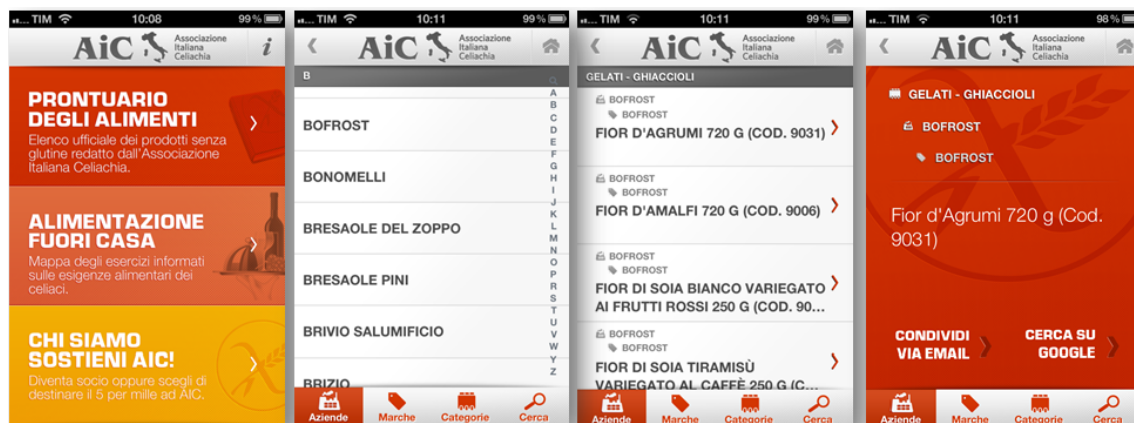 TIM 10:08 99%
AiC Associazione
Italiana
Celiachia
i
PRONTUARIO
DEGLI ALIMENTI
Elenco ufficiale dei prodotti senza
glutine redatto dall'Associazione
Italiana Celiachia.
ALIMENTAZIONE
FUORI CASA
Mappa degli esercizi informati
sulle esigenze alimentari dei
celiaci.
CHI SIAMO
SOSTIENI AIC!
Diventa socio oppure scegli di
destinare il 5 per mille ad AIC.
TIM 10:11 99%
AiC Associazione
Italiana
Celiachia
B
BOFROST
BONOMELLI
BRESAOLE DEL ZOPPO
BRESAOLE PINI
BRIVIO SALUMIFICIO
BRIZIO
A
B
C
D
E
F
G
H
I
J
K
L
M
N
O
P
R
S
T
U
V
W
Y
Z
Aziende Marche Categorie Cerca
TIM 10:11 99%
AiC Associazione
Italiana
Celiachia
GELATI - GHIACCIOLI
BOFROST
BOFROST
FIOR D'AGRUMI 720 G (COD. 9031)
BOFROST
BOFROST
FIOR D'AMALFI 720 G (COD. 9006)
BOFROST
BOFROST
FIOR DI SOIA BIANCO VARIEGATO
AI FRUTTI ROSSI 250 G (COD. 90...
BOFROST
BOFROST
FIOR DI SOIA TIRAMISÙ
VARIEGATO AL CAFFÈ 250 G (C...
Aziende Marche Categorie Cerca
TIM 10:11 98%
AiC Associazione
Italiana
Celiachia
GELATI - GHIACCIOLI
BOFROST
BOFROST
Fior d'Agrumi 720 g (Cod.
9031)
CONDIVIDI
VIA EMAIL
CERCA SU
GOOGLE
Aziende Marche Categorie Cerca